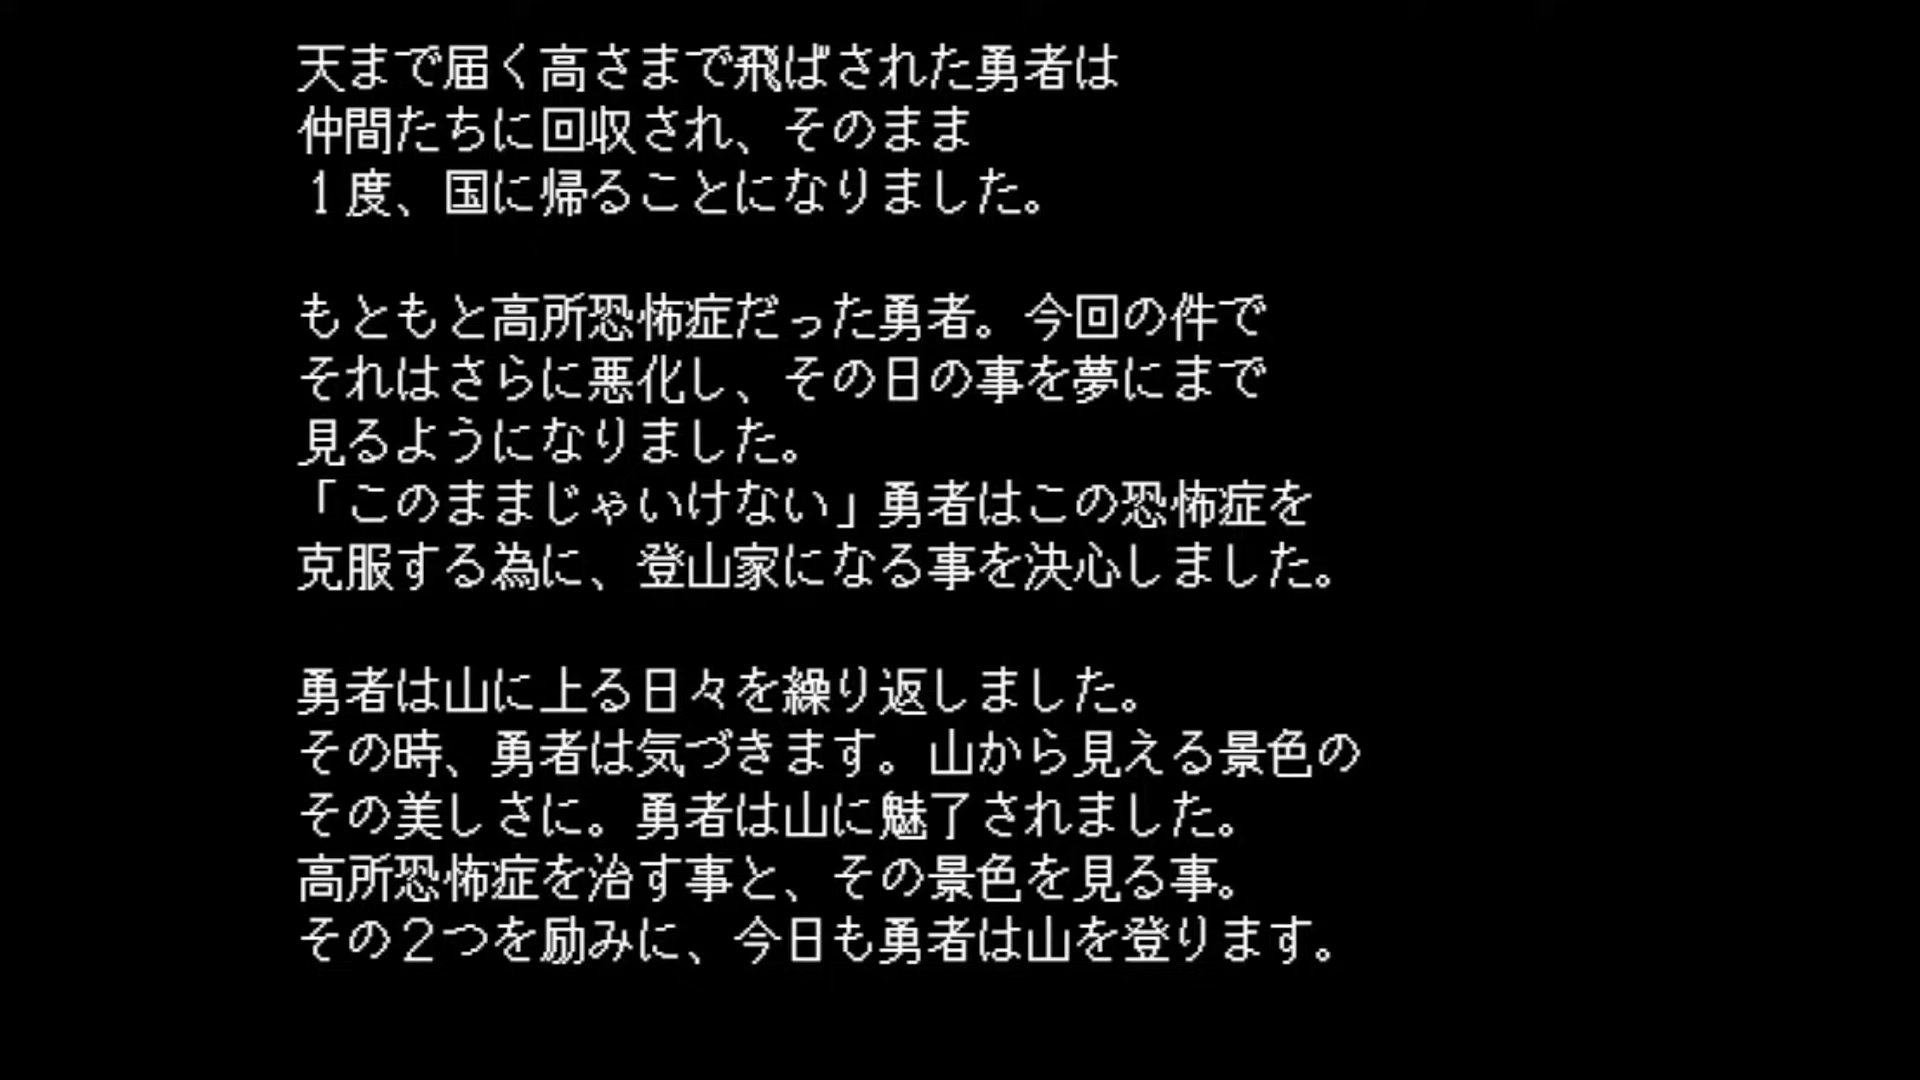 天まで届く高さまで飛ばされた勇者は
仲間たちに回収され、そのまま
１度、国に帰ることになりました。
もともと高所恐怖症だった勇者。今回の件で
それはさらに悪化し、その日の事を夢にまで
見るようになりました。
「このままじゃいけない」勇者はこの恐怖症を
克服する為に、登山家になる事を決心しました。
勇者は山に上る日々を繰り返しました。
その時、勇者は気づきます。山から見える景色の
その美しさに。勇者は山に魅了されました。
高所恐怖症を治す事と、その景色を見る事。
その２つを励みに、今日も勇者は山を登ります。